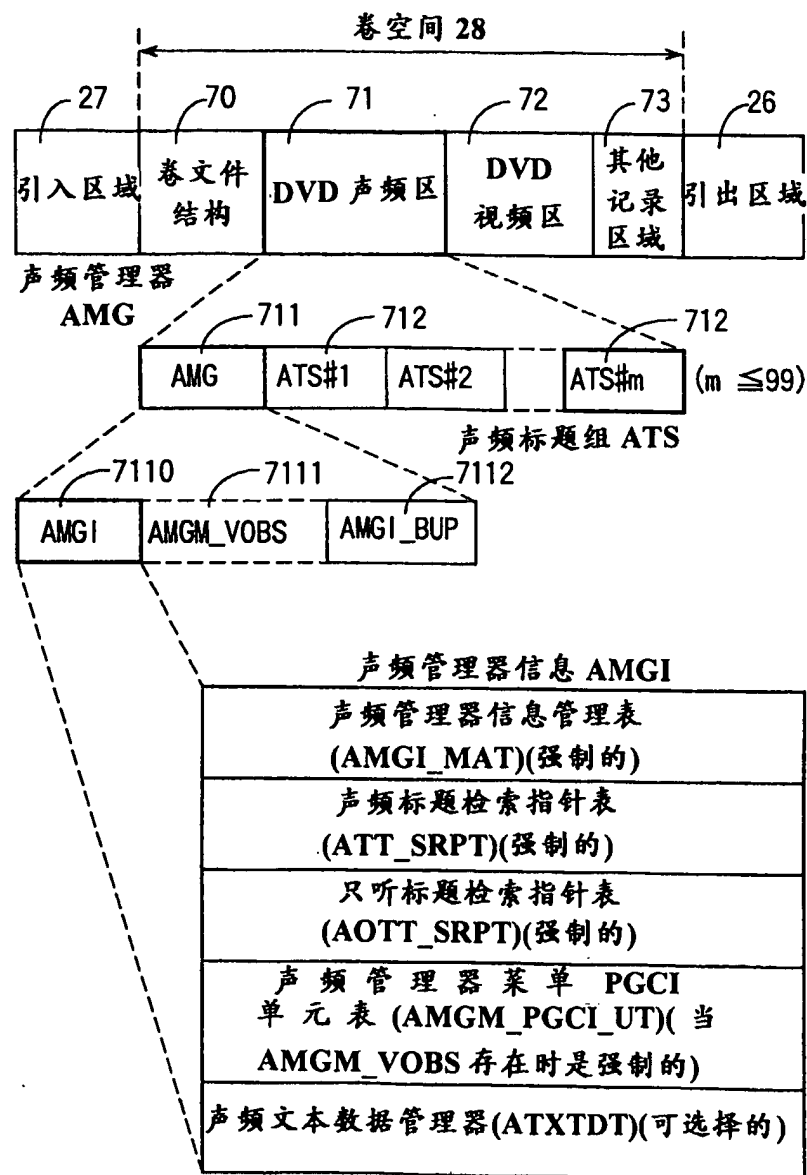 卷空间 28
27
70
71
72
73
26
引入区域
卷文件
结构
DVD 声频区
DVD
视频区
其他
记录
区域
引出区域
声频管理器
AMG
711
712
712
AMG
ATS#1
ATS#2
ATS#m
(m ≦99)
声频标题组 ATS
7110
7111
7112
AMGI
AMGM_VOBS
AMGI_BUP
声频管理器信息 AMGI
声频管理器信息管理表
(AMGI_MAT)(强制的)
声频标题检索指针表
(ATT_SRPT)(强制的)
只听标题检索指针表
(AOTT_SRPT)(强制的)
声 频 管 理 器 菜 单 PGCI
单 元 表 (AMGM_PGCI_UT)( 当
AMGM_VOBS 存在时是强制的)
声频文本数据管理器(ATXTDT)(可选择的)